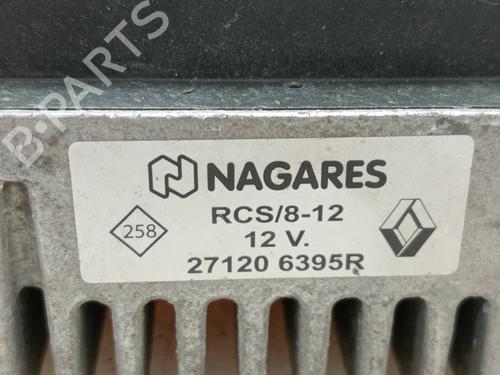 B-PARTS
NAGARES
RCS/8-12
258
12 V.
27120 6395R